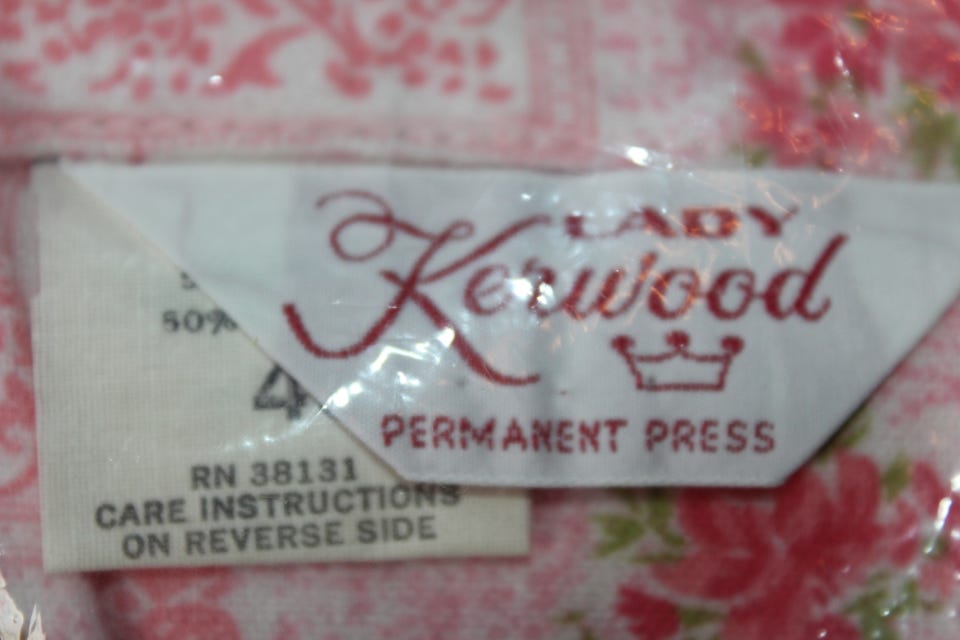 LADY
Kerwood
PERMANENT PRESS
50%
4
RN 38131
CARE INSTRUCTIONS
ON REVERSE SIDE